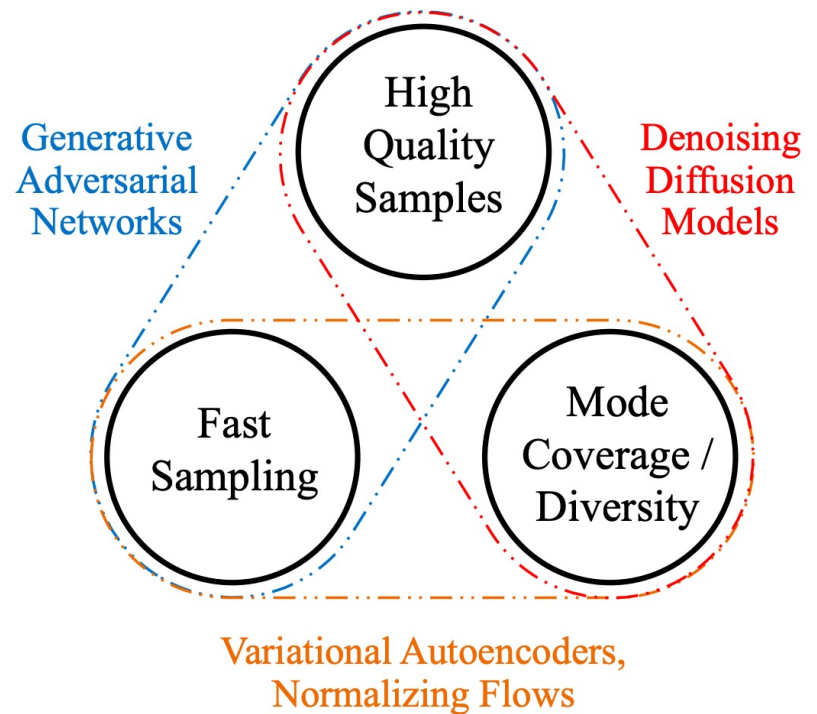 High
Quality
Samples
Generative
Adversarial
Networks
Denoising
Diffusion
Models
Fast
Sampling
Mode
Coverage /
Diversity
Variational Autoencoders,
Normalizing Flows